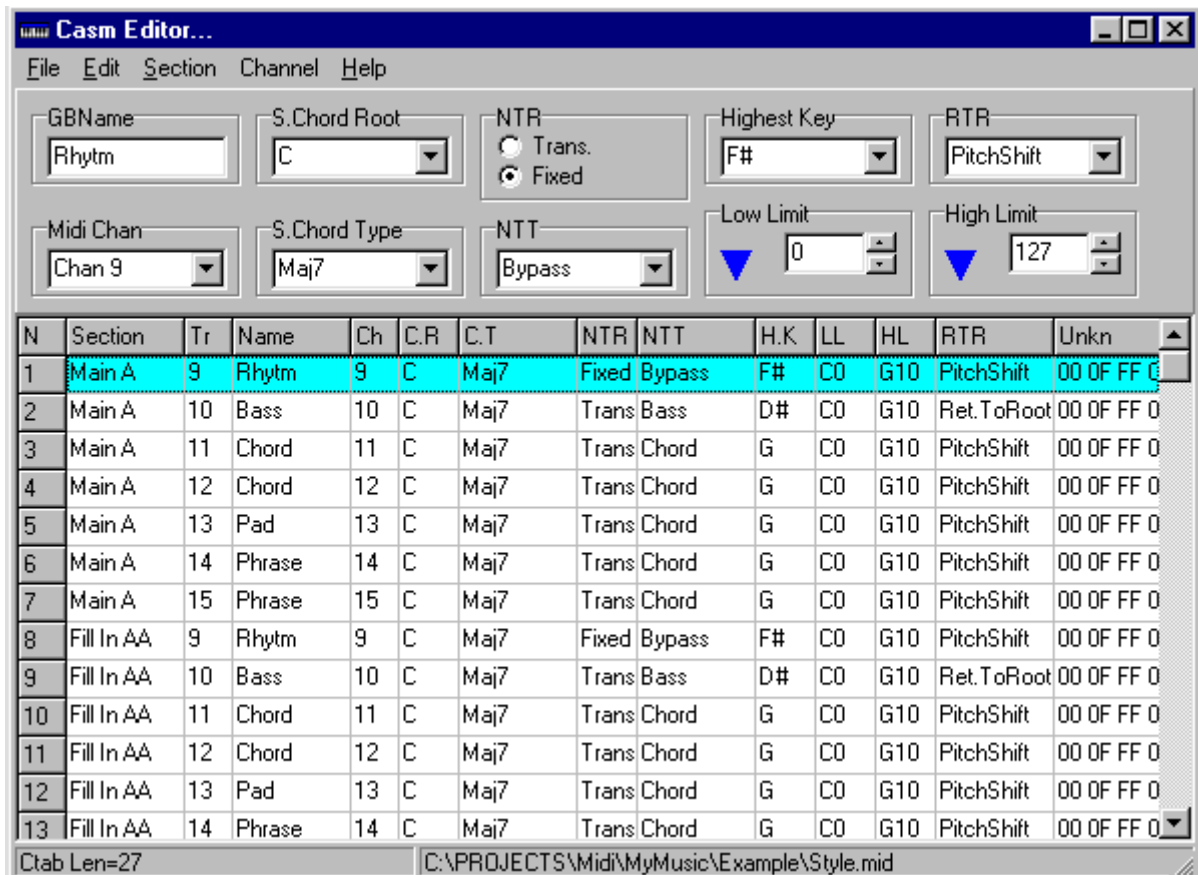 Casm Editor...
File Edit Section Channel Help
GBName S.Chord Root NTR Highest Key RTR
Rhytm C Trans. F# PitchShift
Fixed
Midi Chan S.Chord Type NTT Low Limit High Limit
Chan 9 Maj7 Bypass 0 127
N Section Tr Name Ch C.R C.T NTR NTT H.K LL HL RTR Unkn
1 Main A 9 Rhytm 9 C Maj7 Fixed Bypass F# C0 G10 PitchShift 00 0F FF 0
2 Main A 10 Bass 10 C Maj7 Trans Bass D# C0 G10 Ret.ToRoot 00 0F FF 0
3 Main A 11 Chord 11 C Maj7 Trans Chord G C0 G10 PitchShift 00 0F FF 0
4 Main A 12 Chord 12 C Maj7 Trans Chord G C0 G10 PitchShift 00 0F FF 0
5 Main A 13 Pad 13 C Maj7 Trans Chord G C0 G10 PitchShift 00 0F FF 0
6 Main A 14 Phrase 14 C Maj7 Trans Chord G C0 G10 PitchShift 00 0F FF 0
7 Main A 15 Phrase 15 C Maj7 Trans Chord G C0 G10 PitchShift 00 0F FF 0
8 Fill In AA 9 Rhytm 9 C Maj7 Fixed Bypass F# C0 G10 PitchShift 00 0F FF 0
9 Fill In AA 10 Bass 10 C Maj7 Trans Bass D# C0 G10 Ret.ToRoot 00 0F FF 0
10 Fill In AA 11 Chord 11 C Maj7 Trans Chord G C0 G10 PitchShift 00 0F FF 0
11 Fill In AA 12 Chord 12 C Maj7 Trans Chord G C0 G10 PitchShift 00 0F FF 0
12 Fill In AA 13 Pad 13 C Maj7 Trans Chord G C0 G10 PitchShift 00 0F FF 0
13 Fill In AA 14 Phrase 14 C Maj7 Trans Chord G C0 G10 PitchShift 00 0F FF 0
Ctab Len=27 C:\PROJECTS\Midi\MyMusic\Example\Style.mid